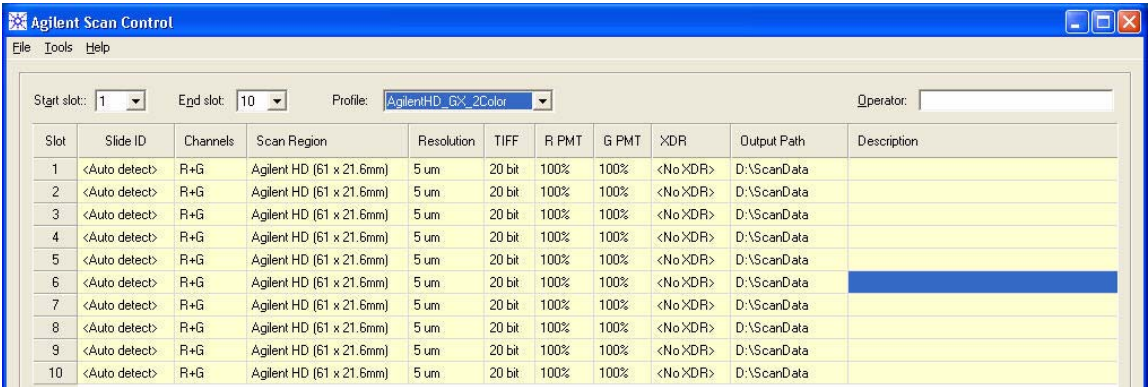 Agilent Scan Control
File Tools Help
Start slot:: 1 End slot: 10 Profile: AgilentHD_GX_2Color Operator:
Slot Slide ID Channels Scan Region Resolution TIFF R PMT G PMT XDR Output Path Description
1 <Auto detect> R+G Agilent HD (61 x 21.6mm) 5 um 20 bit 100% 100% <No XDR> D:\ScanData
2 <Auto detect> R+G Agilent HD (61 x 21.6mm) 5 um 20 bit 100% 100% <No XDR> D:\ScanData
3 <Auto detect> R+G Agilent HD (61 x 21.6mm) 5 um 20 bit 100% 100% <No XDR> D:\ScanData
4 <Auto detect> R+G Agilent HD (61 x 21.6mm) 5 um 20 bit 100% 100% <No XDR> D:\ScanData
5 <Auto detect> R+G Agilent HD (61 x 21.6mm) 5 um 20 bit 100% 100% <No XDR> D:\ScanData
6 <Auto detect> R+G Agilent HD (61 x 21.6mm) 5 um 20 bit 100% 100% <No XDR> D:\ScanData
7 <Auto detect> R+G Agilent HD (61 x 21.6mm) 5 um 20 bit 100% 100% <No XDR> D:\ScanData
8 <Auto detect> R+G Agilent HD (61 x 21.6mm) 5 um 20 bit 100% 100% <No XDR> D:\ScanData
9 <Auto detect> R+G Agilent HD (61 x 21.6mm) 5 um 20 bit 100% 100% <No XDR> D:\ScanData
10 <Auto detect> R+G Agilent HD (61 x 21.6mm) 5 um 20 bit 100% 100% <No XDR> D:\ScanData